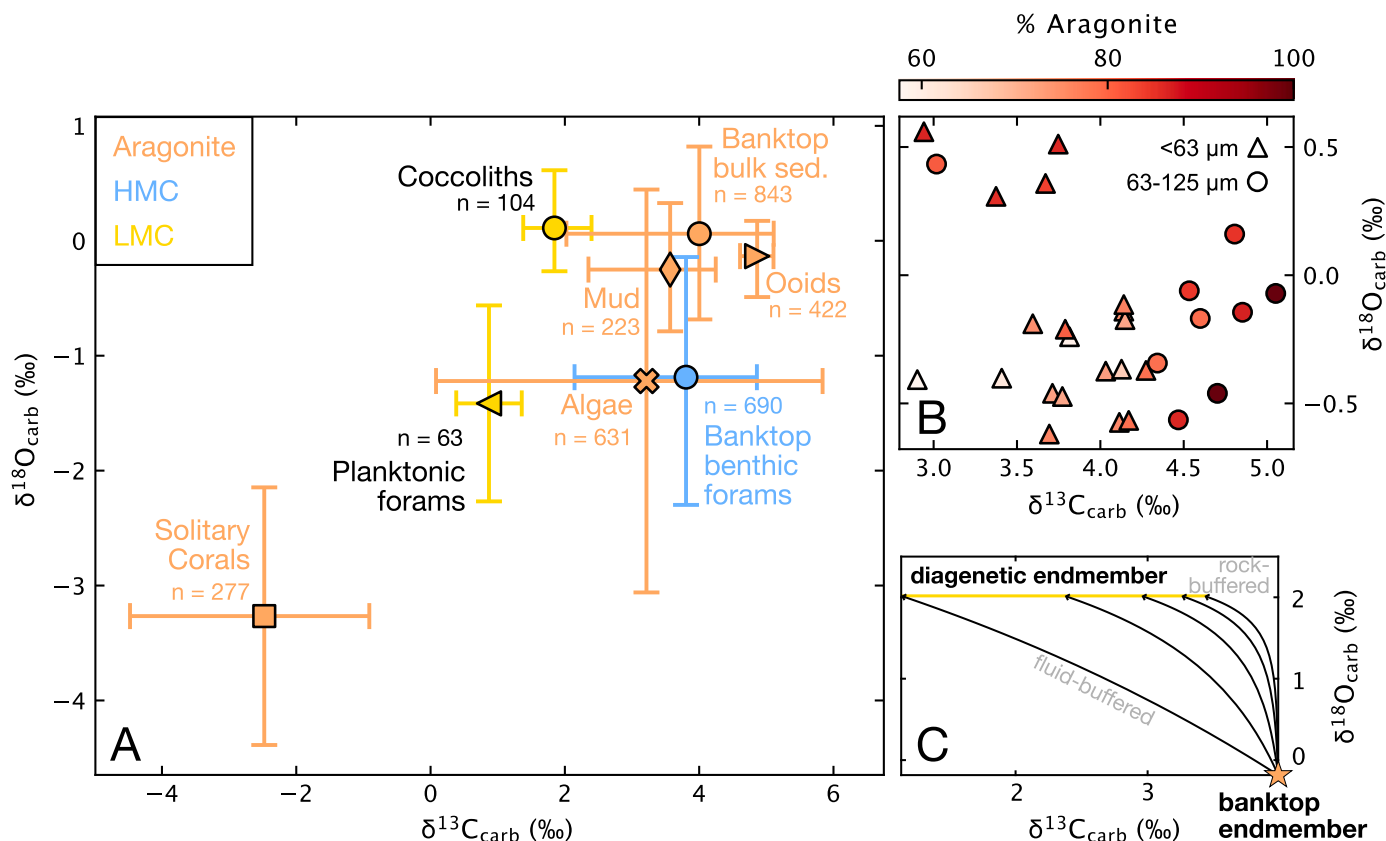 % Aragonite
60
80
100
1
0
−1
−2
−3
−4
δ18Ocarb (‰)
−4
−2
0
2
4
6
δ13Ccarb (‰)
Aragonite
HMC
LMC
Coccoliths
n = 104
Banktop
bulk sed.
n = 843
Mud
n = 223
Ooids
n = 422
Algae
n = 631
n = 690
Banktop
benthic
forams
n = 63
Planktonic
forams
Solitary
Corals
n = 277
A
<63 μm
63-125 μm
0.5
0.0
−0.5
δ18Ocarb (‰)
B
3.0
3.5
4.0
4.5
5.0
δ13Ccarb (‰)
diagenetic endmember
rock-
buffered
fluid-buffered
2
1
0
δ18Ocarb (‰)
C
2
3
δ13Ccarb (‰)
banktop
endmember